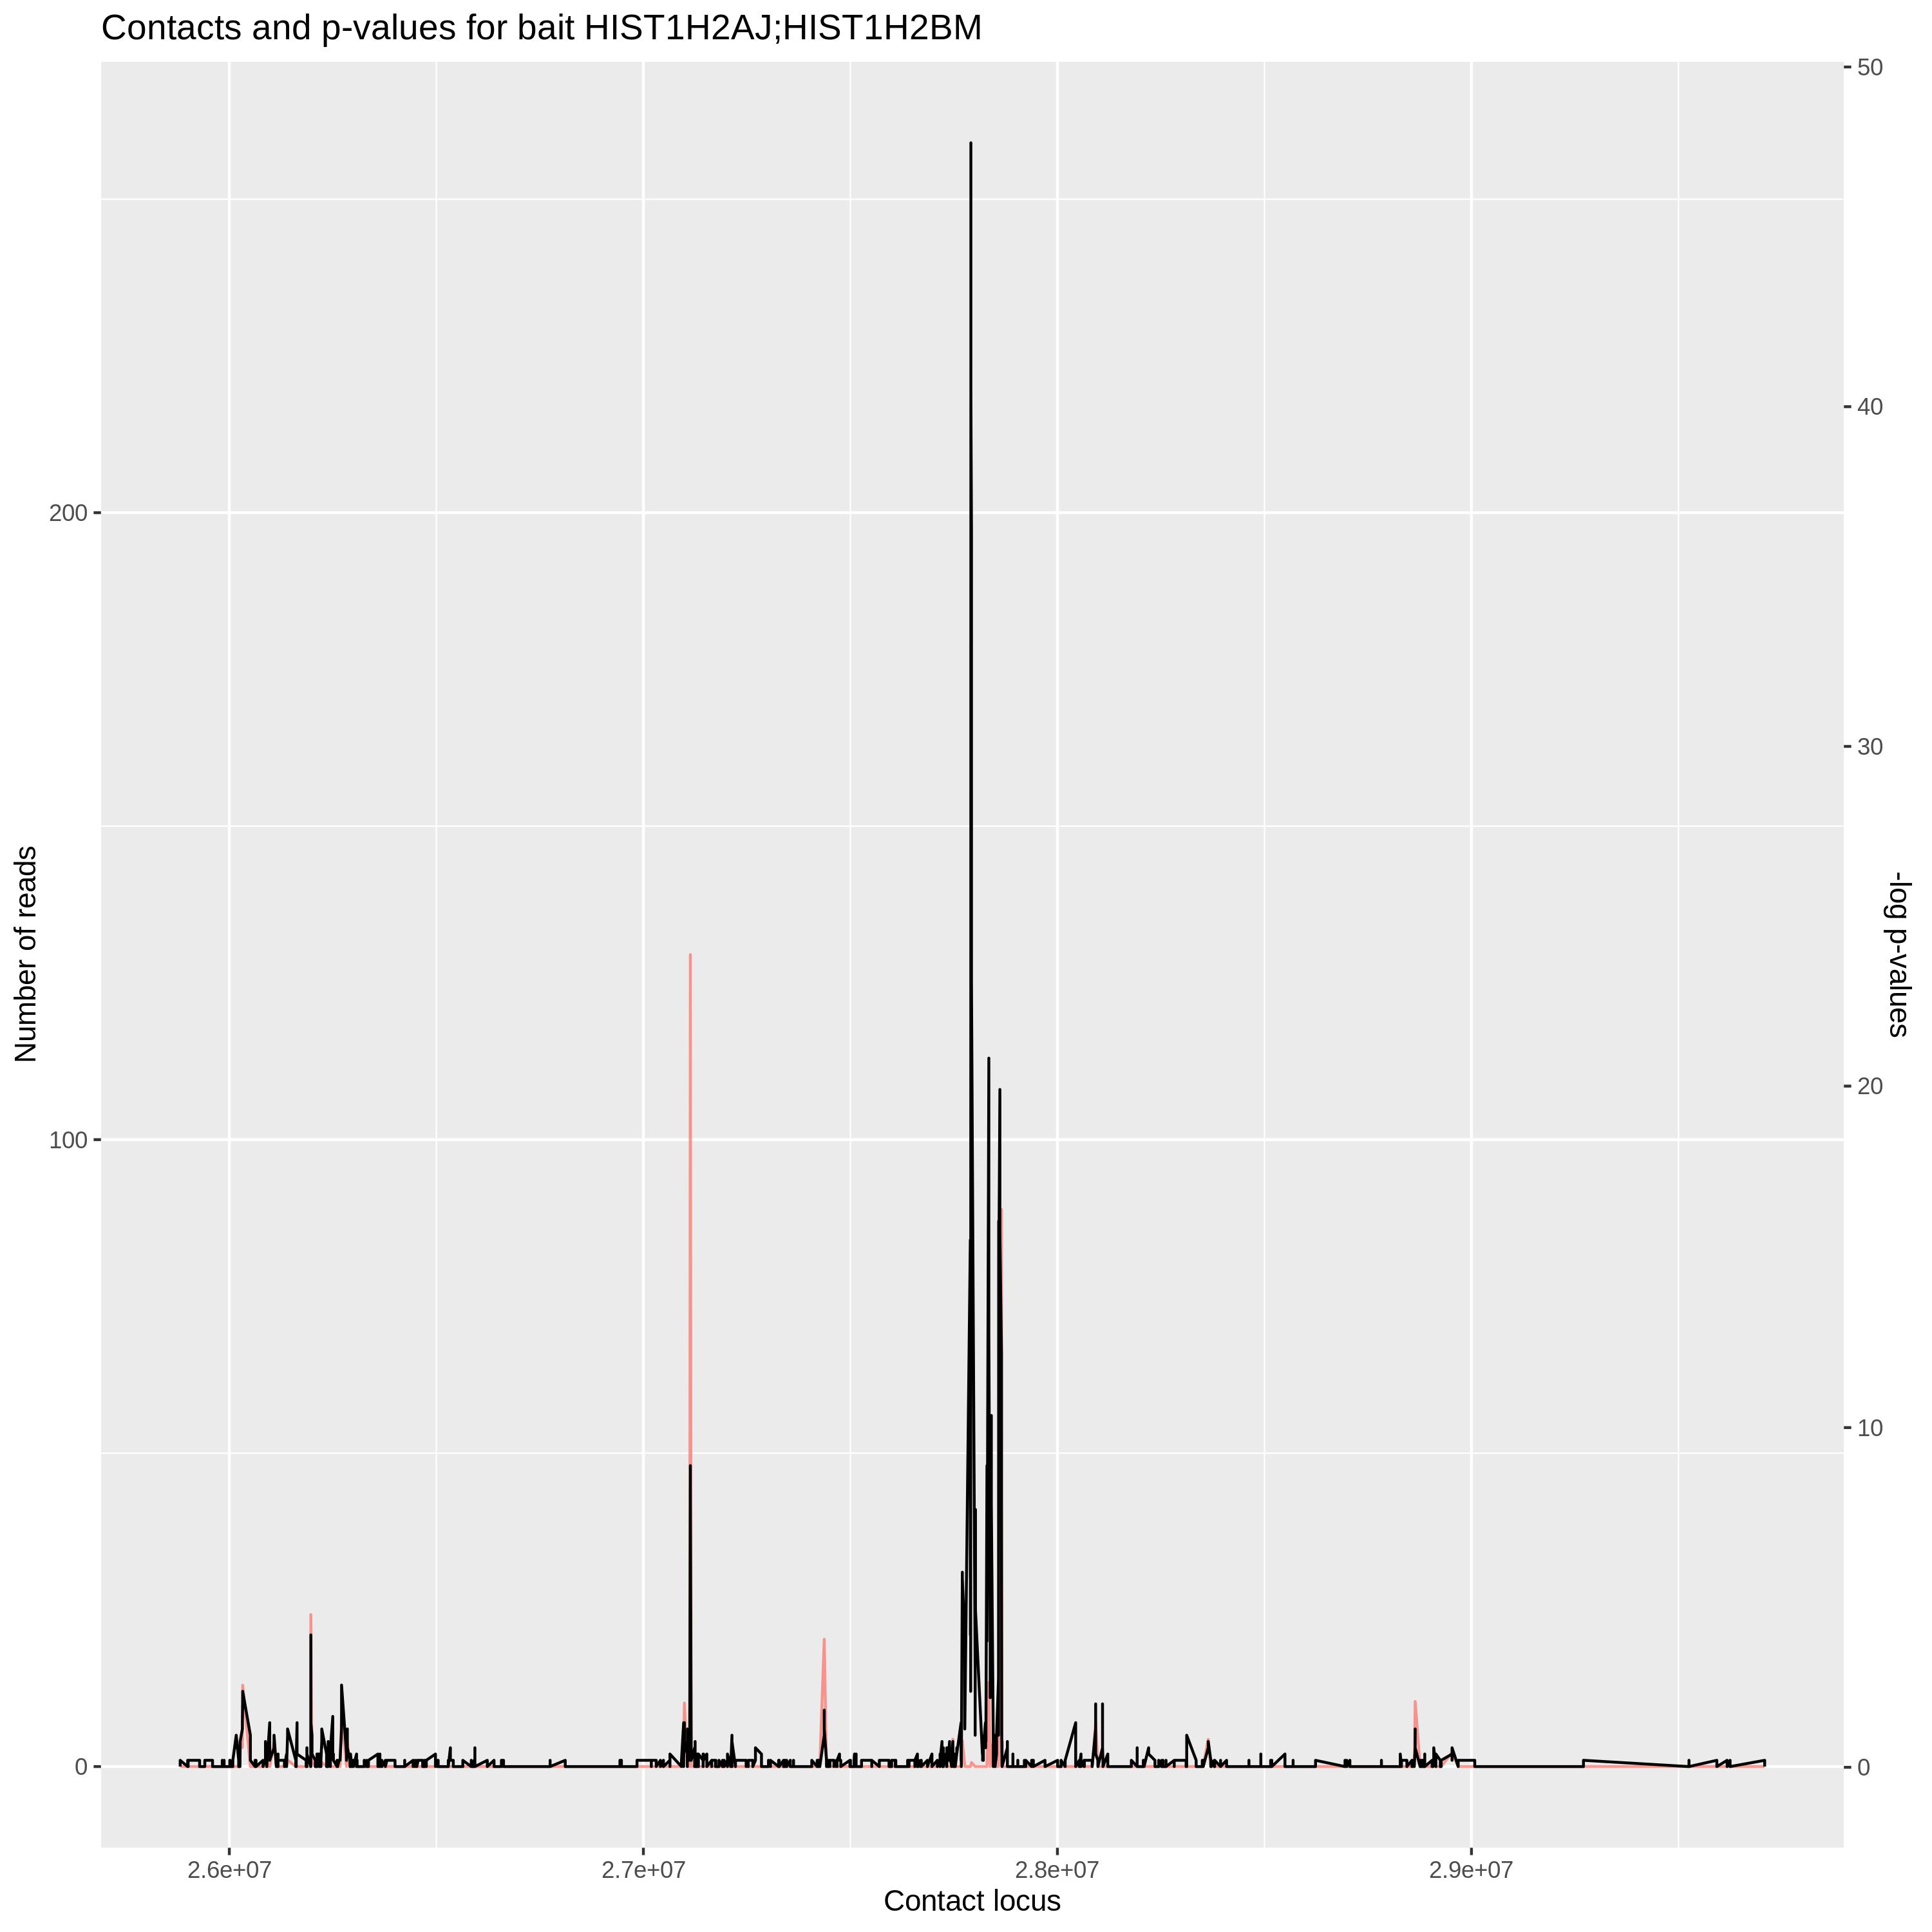 Contacts and p-values for bait HIST1H2AJ;HIST1H2BM
50
40
200
30
Number of reads
-log p-values
20
100
10
0
0
2.6e+07
2.7e+07
2.8e+07
2.9e+07
Contact locus